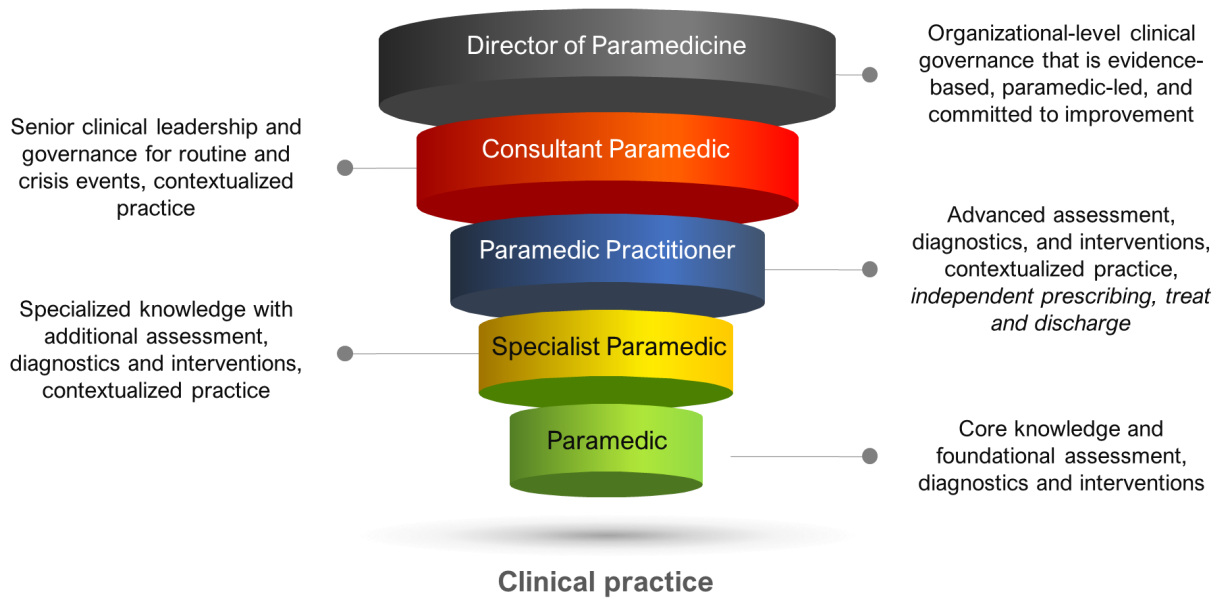 Director of Paramedicine
Organizational-level clinical
governance that is evidence-
based, paramedic-led, and
committed to improvement
Consultant Paramedic
Senior clinical leadership and
governance for routine and
crisis events, contextualized
practice
Paramedic Practitioner
Advanced assessment,
diagnostics, and interventions,
contextualized practice,
independent prescribing, treat
and discharge
Specialist Paramedic
Specialized knowledge with
additional assessment,
diagnostics and interventions,
contextualized practice
Paramedic
Core knowledge and
foundational assessment,
diagnostics and interventions
Clinical practice